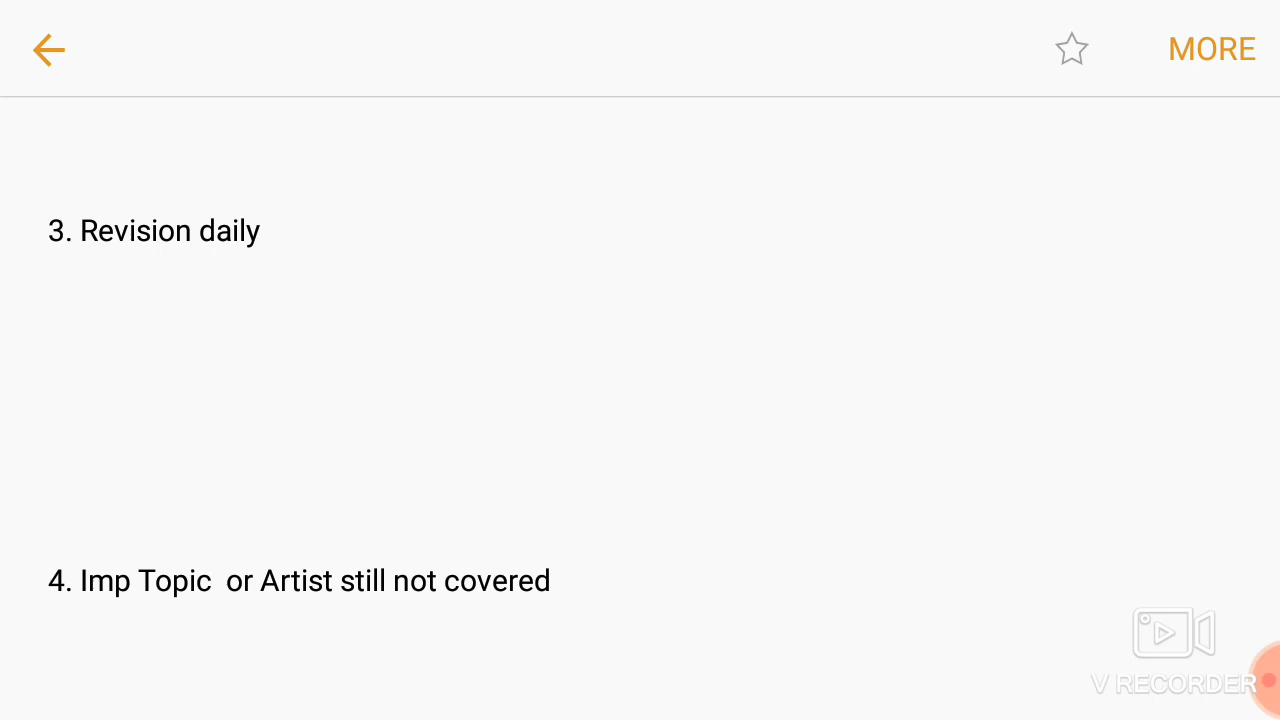 MORE
3. Revision daily
4. Imp Topic  or Artist still not covered
V RECORDER